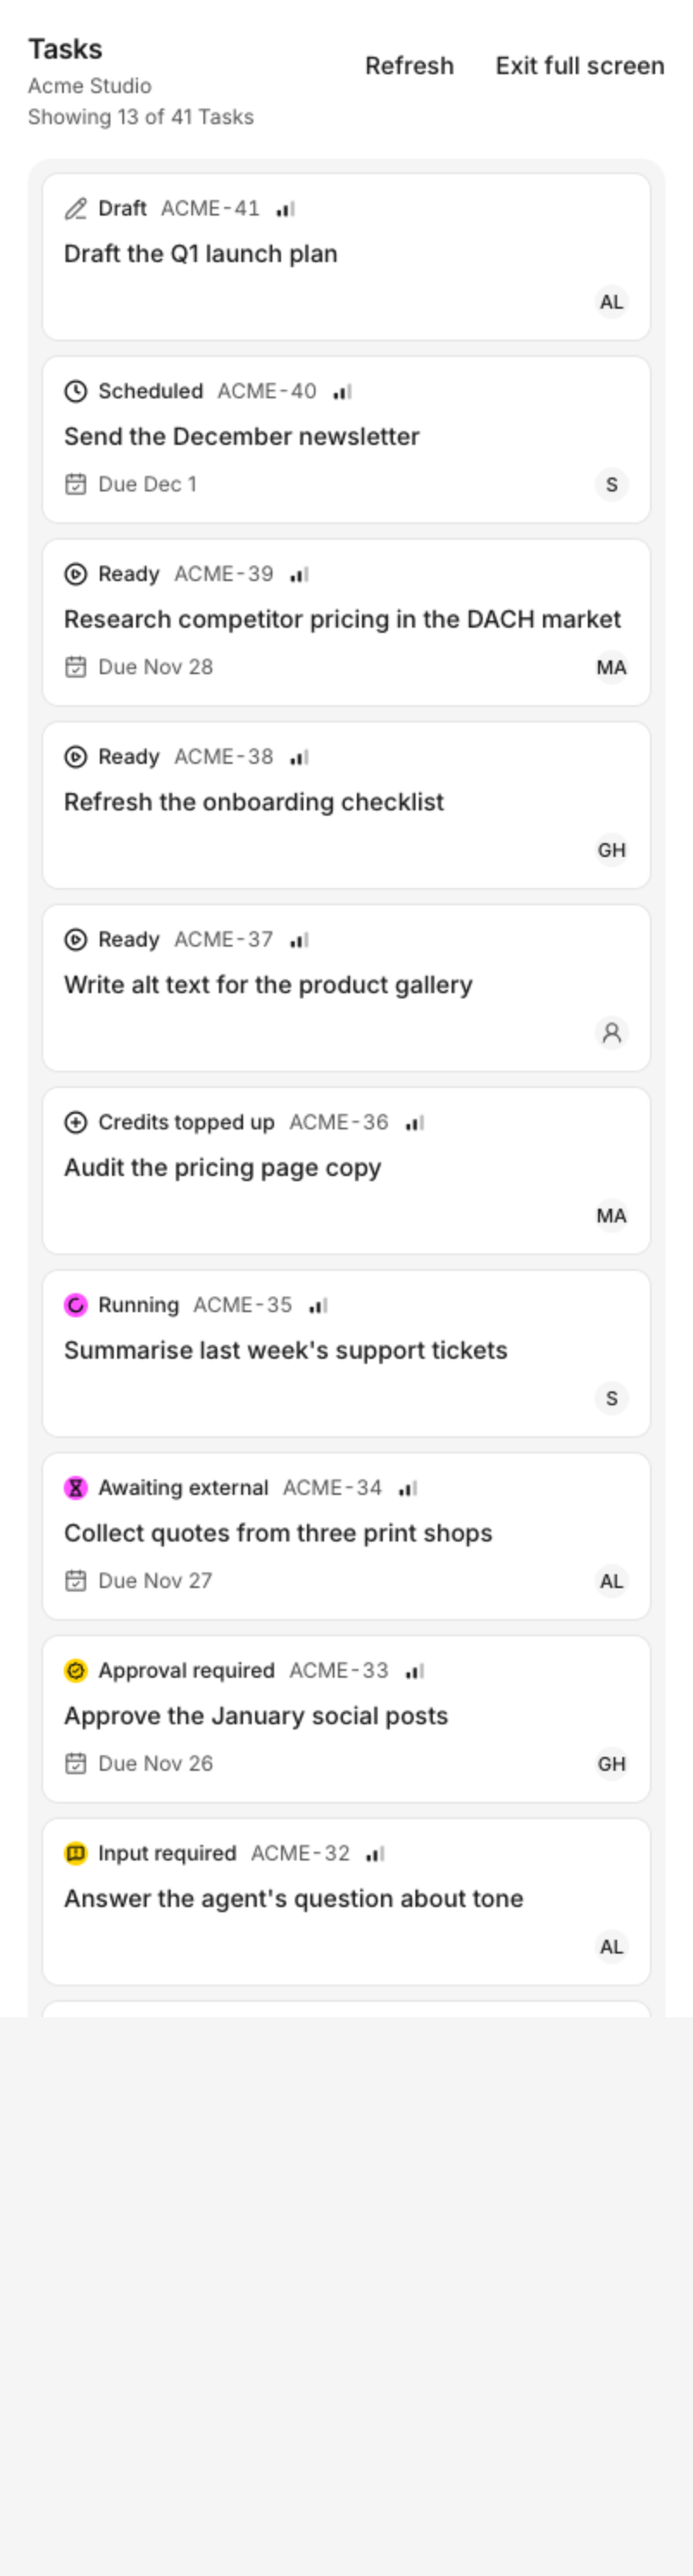 Tasks
Refresh
Exit full screen
Acme Studio
Showing 13 of 41 Tasks
Draft ACME-41
Draft the Q1 launch plan
AL
Scheduled ACME-40
Send the December newsletter
Due Dec 1
S
Ready ACME-39
Research competitor pricing in the DACH market
Due Nov 28
MA
Ready ACME-38
Refresh the onboarding checklist
GH
Ready ACME-37
Write alt text for the product gallery
Credits topped up ACME-36
Audit the pricing page copy
MA
Running ACME-35
Summarise last week's support tickets
S
Awaiting external ACME-34
Collect quotes from three print shops
Due Nov 27
AL
Approval required ACME-33
Approve the January social posts
Due Nov 26
GH
Input required ACME-32
Answer the agent's question about tone
AL